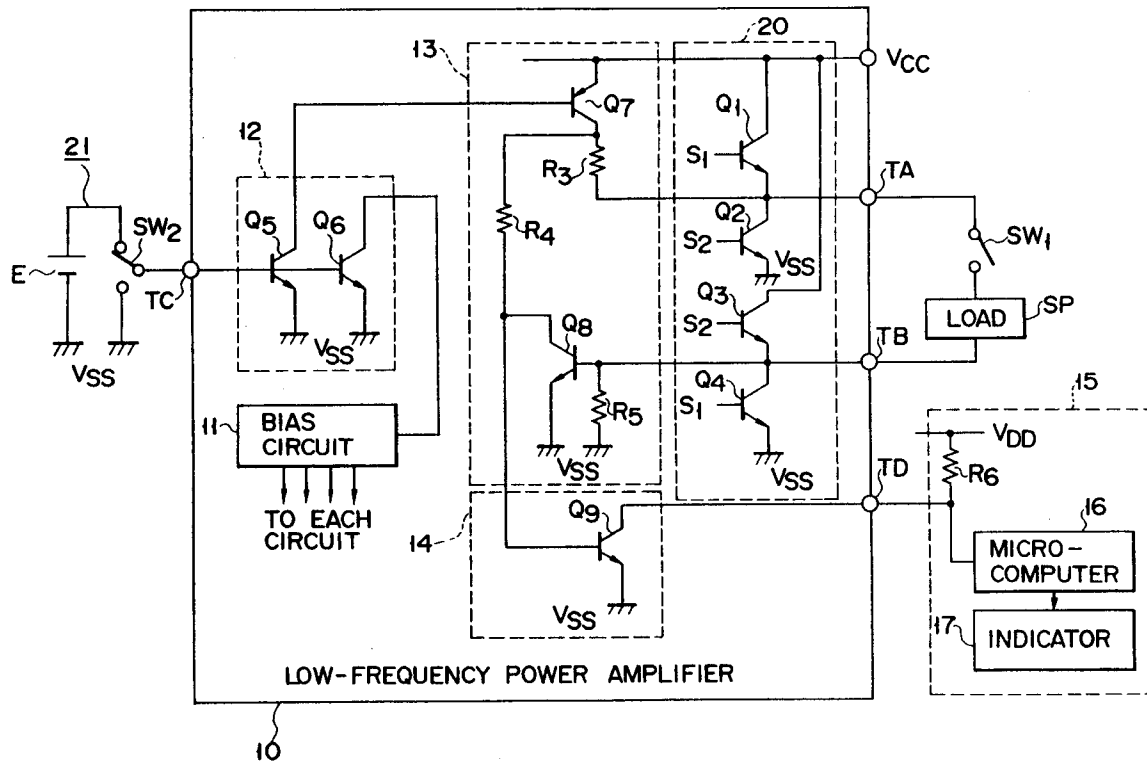 20
13
VCC
Q7
Q1
21
12
S1
R3
TA
SW2
Q5
Q6
R4
Q2
SW1
S2
VSS
E
TC
Q3
LOAD
SP
S2
VSS
Q8
TB
VSS
Q4
15
R5
S1
11
BIAS
CIRCUIT
VDD
VSS
VSS
TD
R6
TO EACH
CIRCUIT
14
Q9
16
MICRO-
COMPUTER
VSS
17
INDICATOR
LOW-FREQUENCY POWER AMPLIFIER
10